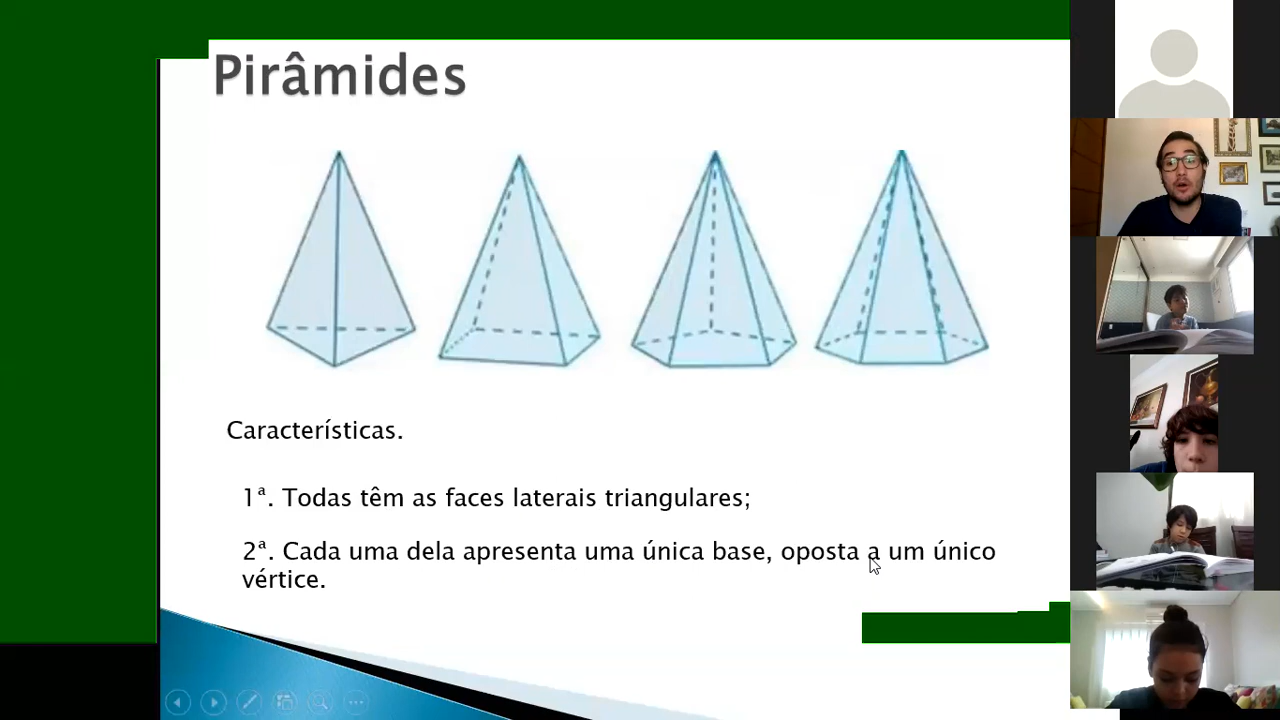 Pirâmides
Características.
1ª. Todas têm as faces laterais triangulares;
2ª. Cada uma dela apresenta uma única base, oposta a um único
vértice.